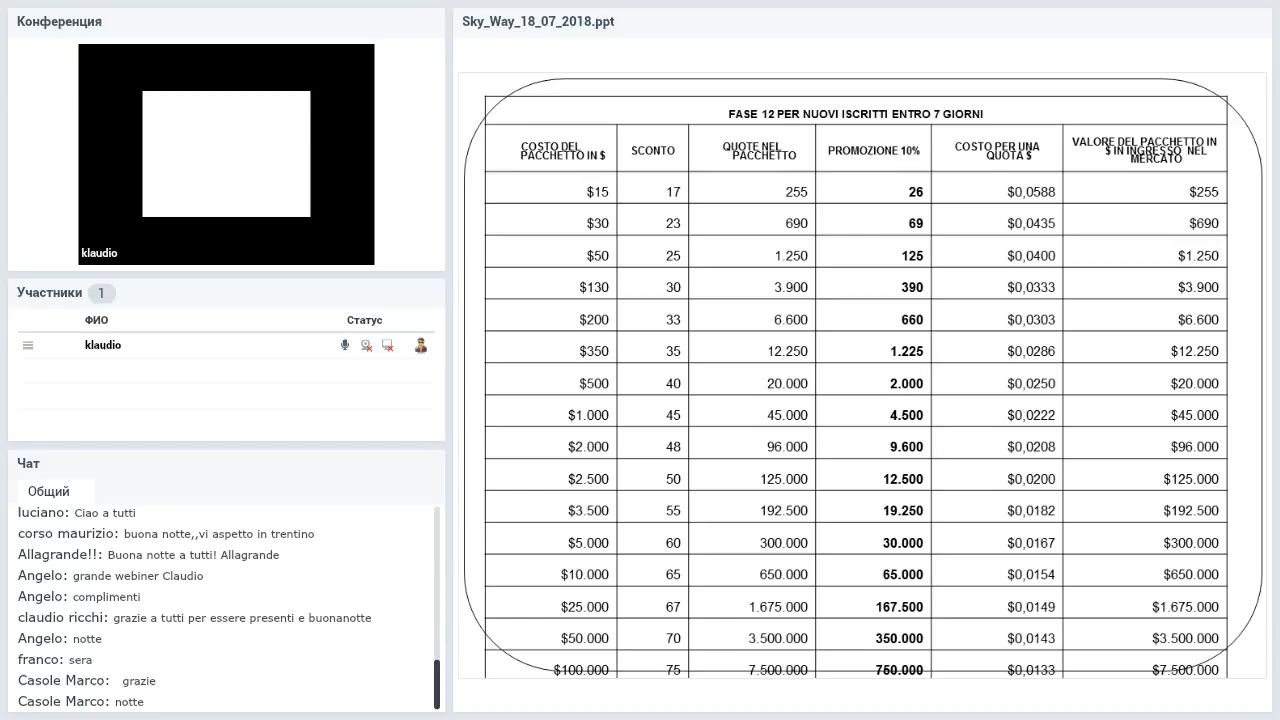 Конференция
klaudio
Участники 1
ФИО Статус
klaudio
Чат
Общий
luciano: Ciao a tutti
corso maurizio: buona notte,,vi aspetto in trentino
Allagrande!!: Buona notte a tutti! Allagrande
Angelo: grande webiner Claudio
Angelo: complimenti
claudio ricchi: grazie a tutti per essere presenti e buonanotte
Angelo: notte
franco: sera
Casole Marco: grazie
Casole Marco: notte
Sky_Way_18_07_2018.ppt
FASE 12 PER NUOVI ISCRITTI ENTRO 7 GIORNI
COSTO DEL PACCHETTO IN $ SCONTO QUOTE NEL PACCHETTO PROMOZIONE 10% COSTO PER UNA QUOTA $ VALORE DEL PACCHETTO IN $ IN INGRESSO NEL MERCATO
$15 17 255 26 $0,0588 $255
$30 23 690 69 $0,0435 $690
$50 25 1.250 125 $0,0400 $1.250
$130 30 3.900 390 $0,0333 $3.900
$200 33 6.600 660 $0,0303 $6.600
$350 35 12.250 1.225 $0,0286 $12.250
$500 40 20.000 2.000 $0,0250 $20.000
$1.000 45 45.000 4.500 $0,0222 $45.000
$2.000 48 96.000 9.600 $0,0208 $96.000
$2.500 50 125.000 12.500 $0,0200 $125.000
$3.500 55 192.500 19.250 $0,0182 $192.500
$5.000 60 300.000 30.000 $0,0167 $300.000
$10.000 65 650.000 65.000 $0,0154 $650.000
$25.000 67 1.675.000 167.500 $0,0149 $1.675.000
$50.000 70 3.500.000 350.000 $0,0143 $3.500.000
$100.000 75 7.500.000 750.000 $0,0133 $7.500.000